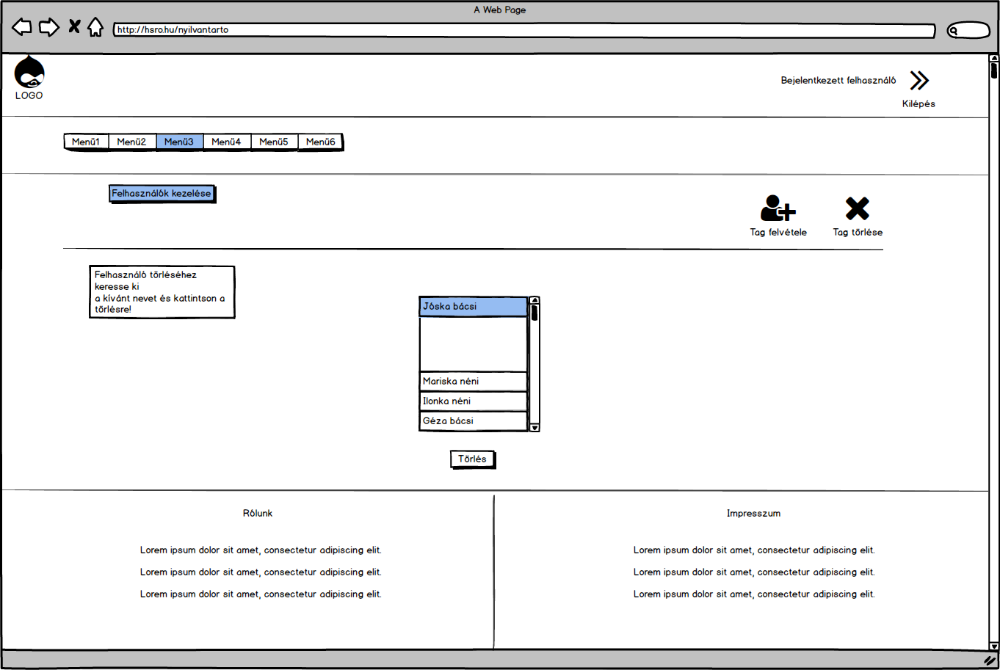 A Web Page
http://hsro.hu/nyilvantarto
LOGO
Bejelentkezett felhasználó
Kilépés
Menü1 Menü2 Menü3 Menü4 Menü5 Menü6
Felhasználók kezelése
Tag felvétele
Tag törlése
Felhasználó törléséhez
keresse ki
a kívánt nevet és kattintson a
törlésre!
Jóska bácsi
Mariska néni
Ilonka néni
Géza bácsi
Törlés
Rólunk
Lorem ipsum dolor sit amet, consectetur adipiscing elit.
Lorem ipsum dolor sit amet, consectetur adipiscing elit.
Lorem ipsum dolor sit amet, consectetur adipiscing elit.
Impresszum
Lorem ipsum dolor sit amet, consectetur adipiscing elit.
Lorem ipsum dolor sit amet, consectetur adipiscing elit.
Lorem ipsum dolor sit amet, consectetur adipiscing elit.